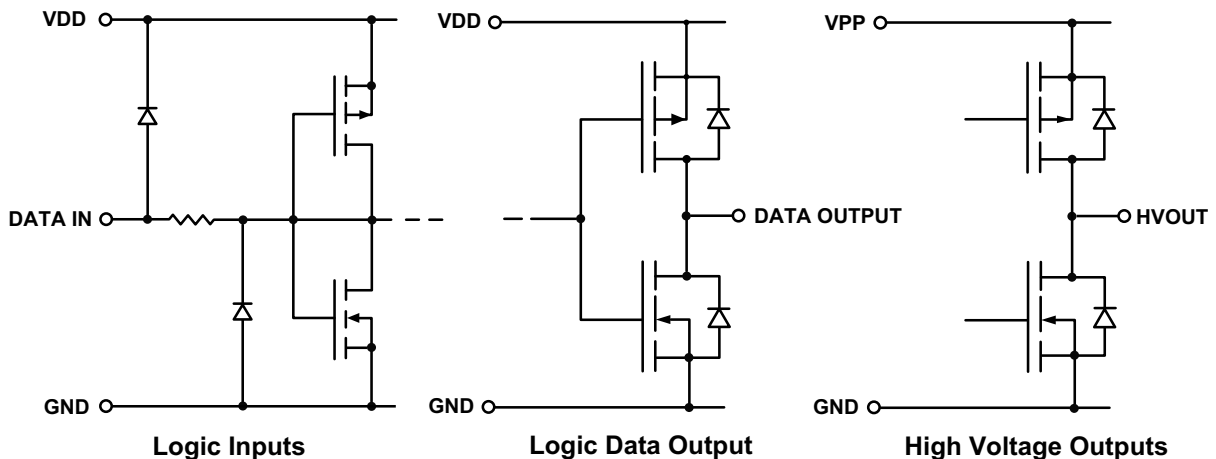 VDD
DATA IN
GND
Logic Inputs
VDD
DATA OUTPUT
GND
Logic Data Output
VPP
HVOUT
GND
High Voltage Outputs